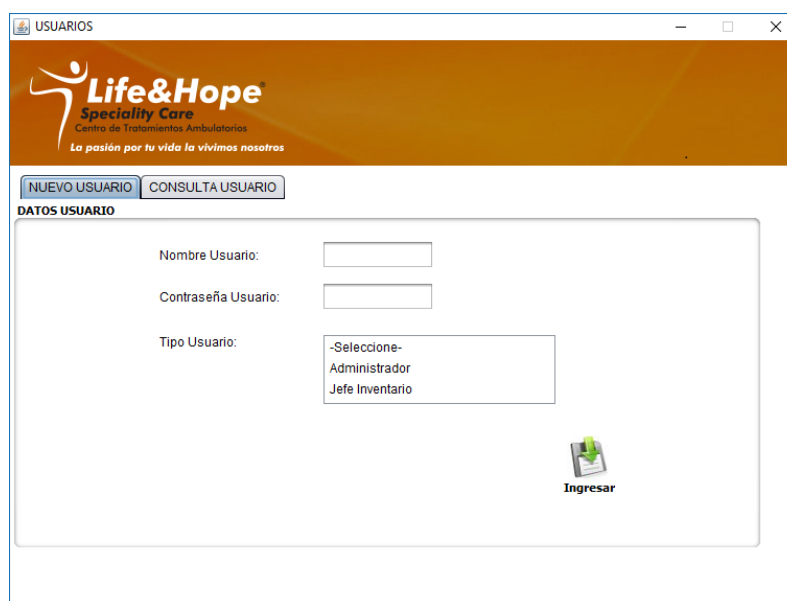 USUARIOS
Life&Hope®
Speciality Care
Centro de Tratamientos Ambulatorios
La pasión por tu vida la vivimos nosotros
NUEVO USUARIO CONSULTA USUARIO
DATOS USUARIO
Nombre Usuario:
Contraseña Usuario:
Tipo Usuario:
-Seleccione-
Administrador
Jefe Inventario
Ingresar